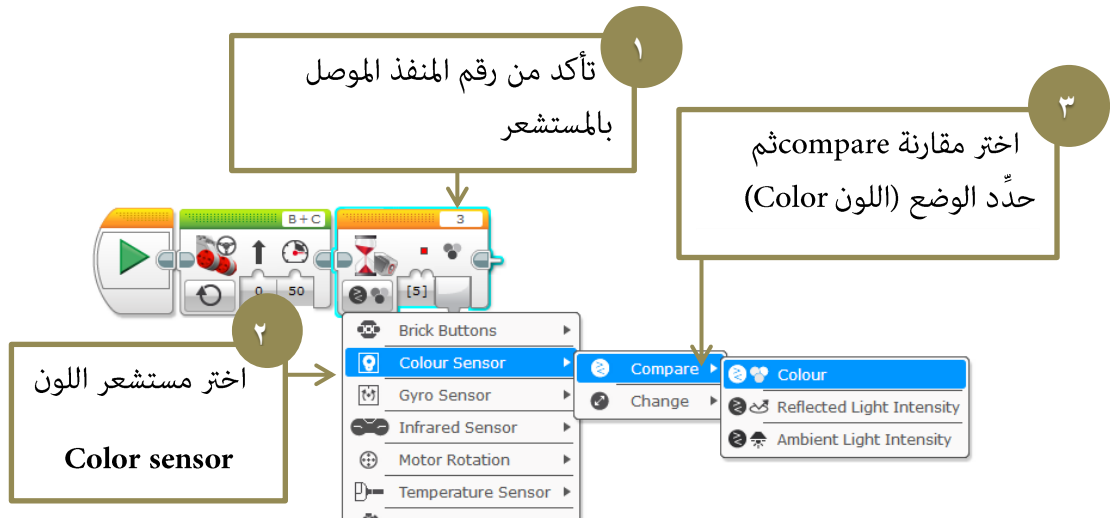 ١
تأكد من رقم المنفذ الموصل
بالمستشعر
٣
اختر مقارنة compareثم
حدِّد الوضع (اللون Color)
B+C
3
0
50
[5]
٢
اختر مستشعر اللون
Color sensor
Brick Buttons
Colour Sensor
Gyro Sensor
Infrared Sensor
Motor Rotation
Temperature Sensor
Compare
Change
Colour
Reflected Light Intensity
Ambient Light Intensity